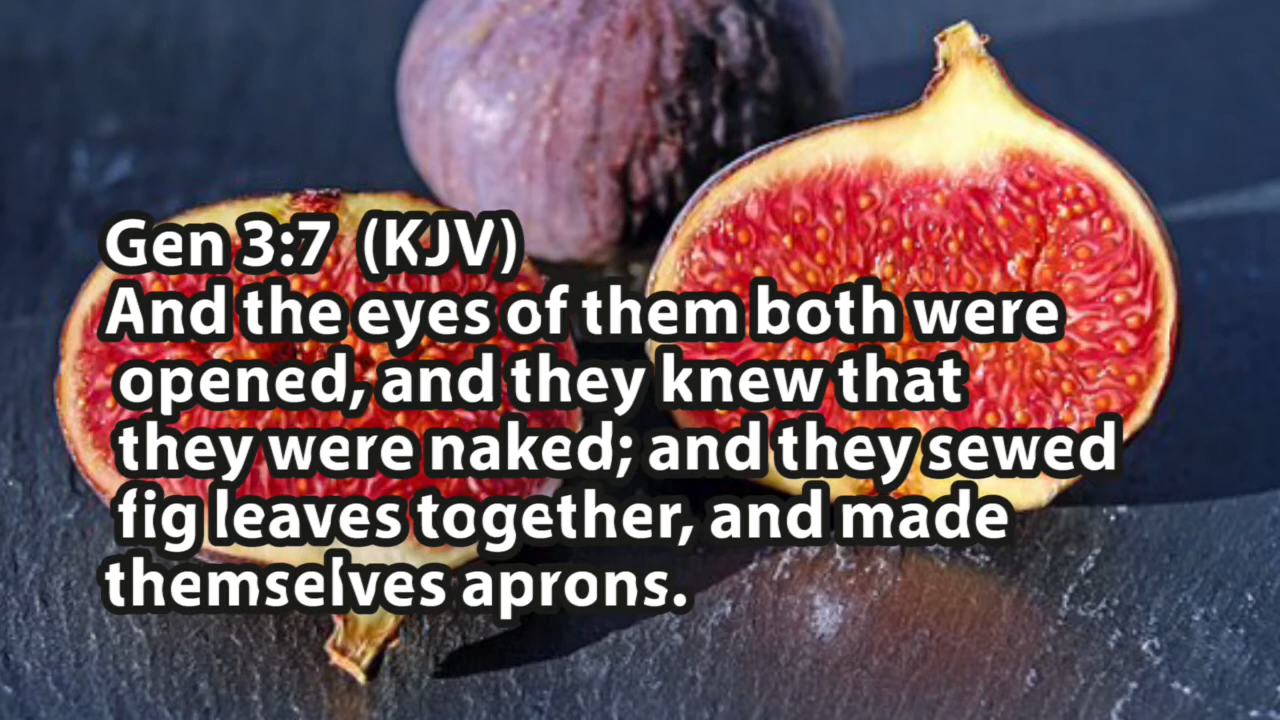 Gen 3:7  (KJV)
And the eyes of them both were
opened, and they knew that
they were naked; and they sewed
fig leaves together, and made
themselves aprons.